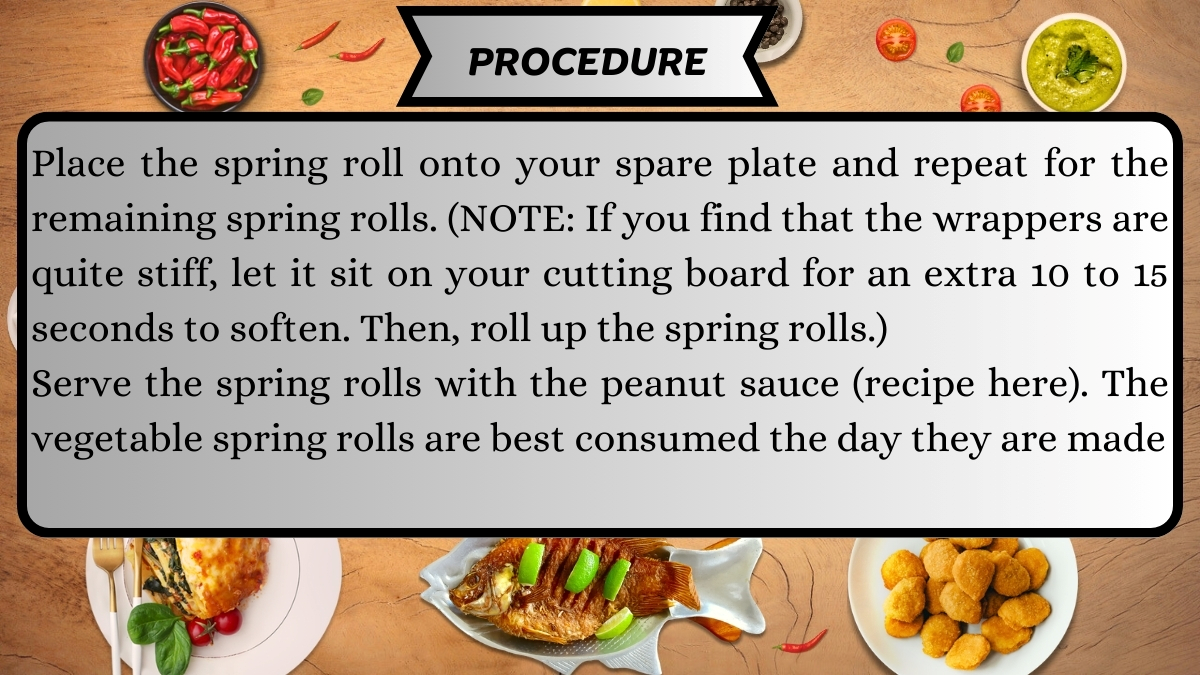 PROCEDURE
Place the spring roll onto your spare plate and repeat for the
remaining spring rolls. (NOTE: If you find that the wrappers are
quite stiff, let it sit on your cutting board for an extra 10 to 15
seconds to soften. Then, roll up the spring rolls.)
Serve the spring rolls with the peanut sauce (recipe here). The
vegetable spring rolls are best consumed the day they are made